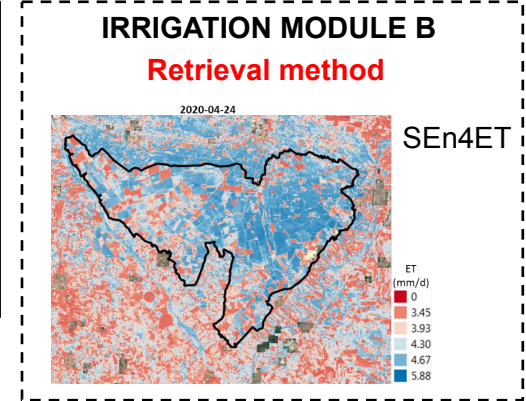 IRRIGATION MODULE B
Retrieval method
2020-04-24
SEn4ET
ET
(mm/d)
0
3.45
3.93
4.30
4.67
5.88